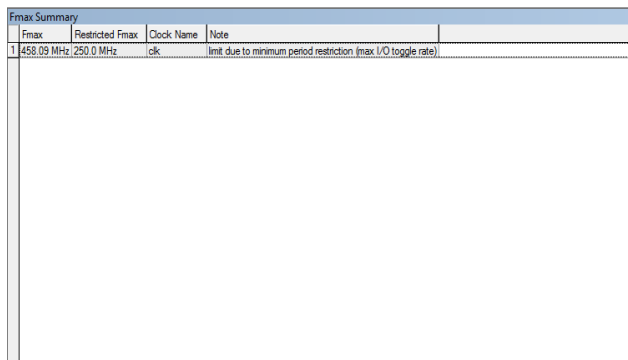 Fmax Summary
Fmax Restricted Fmax Clock Name Note
1 458.09 MHz 250.0 MHz clk limit due to minimum period restriction (max I/O toggle rate)